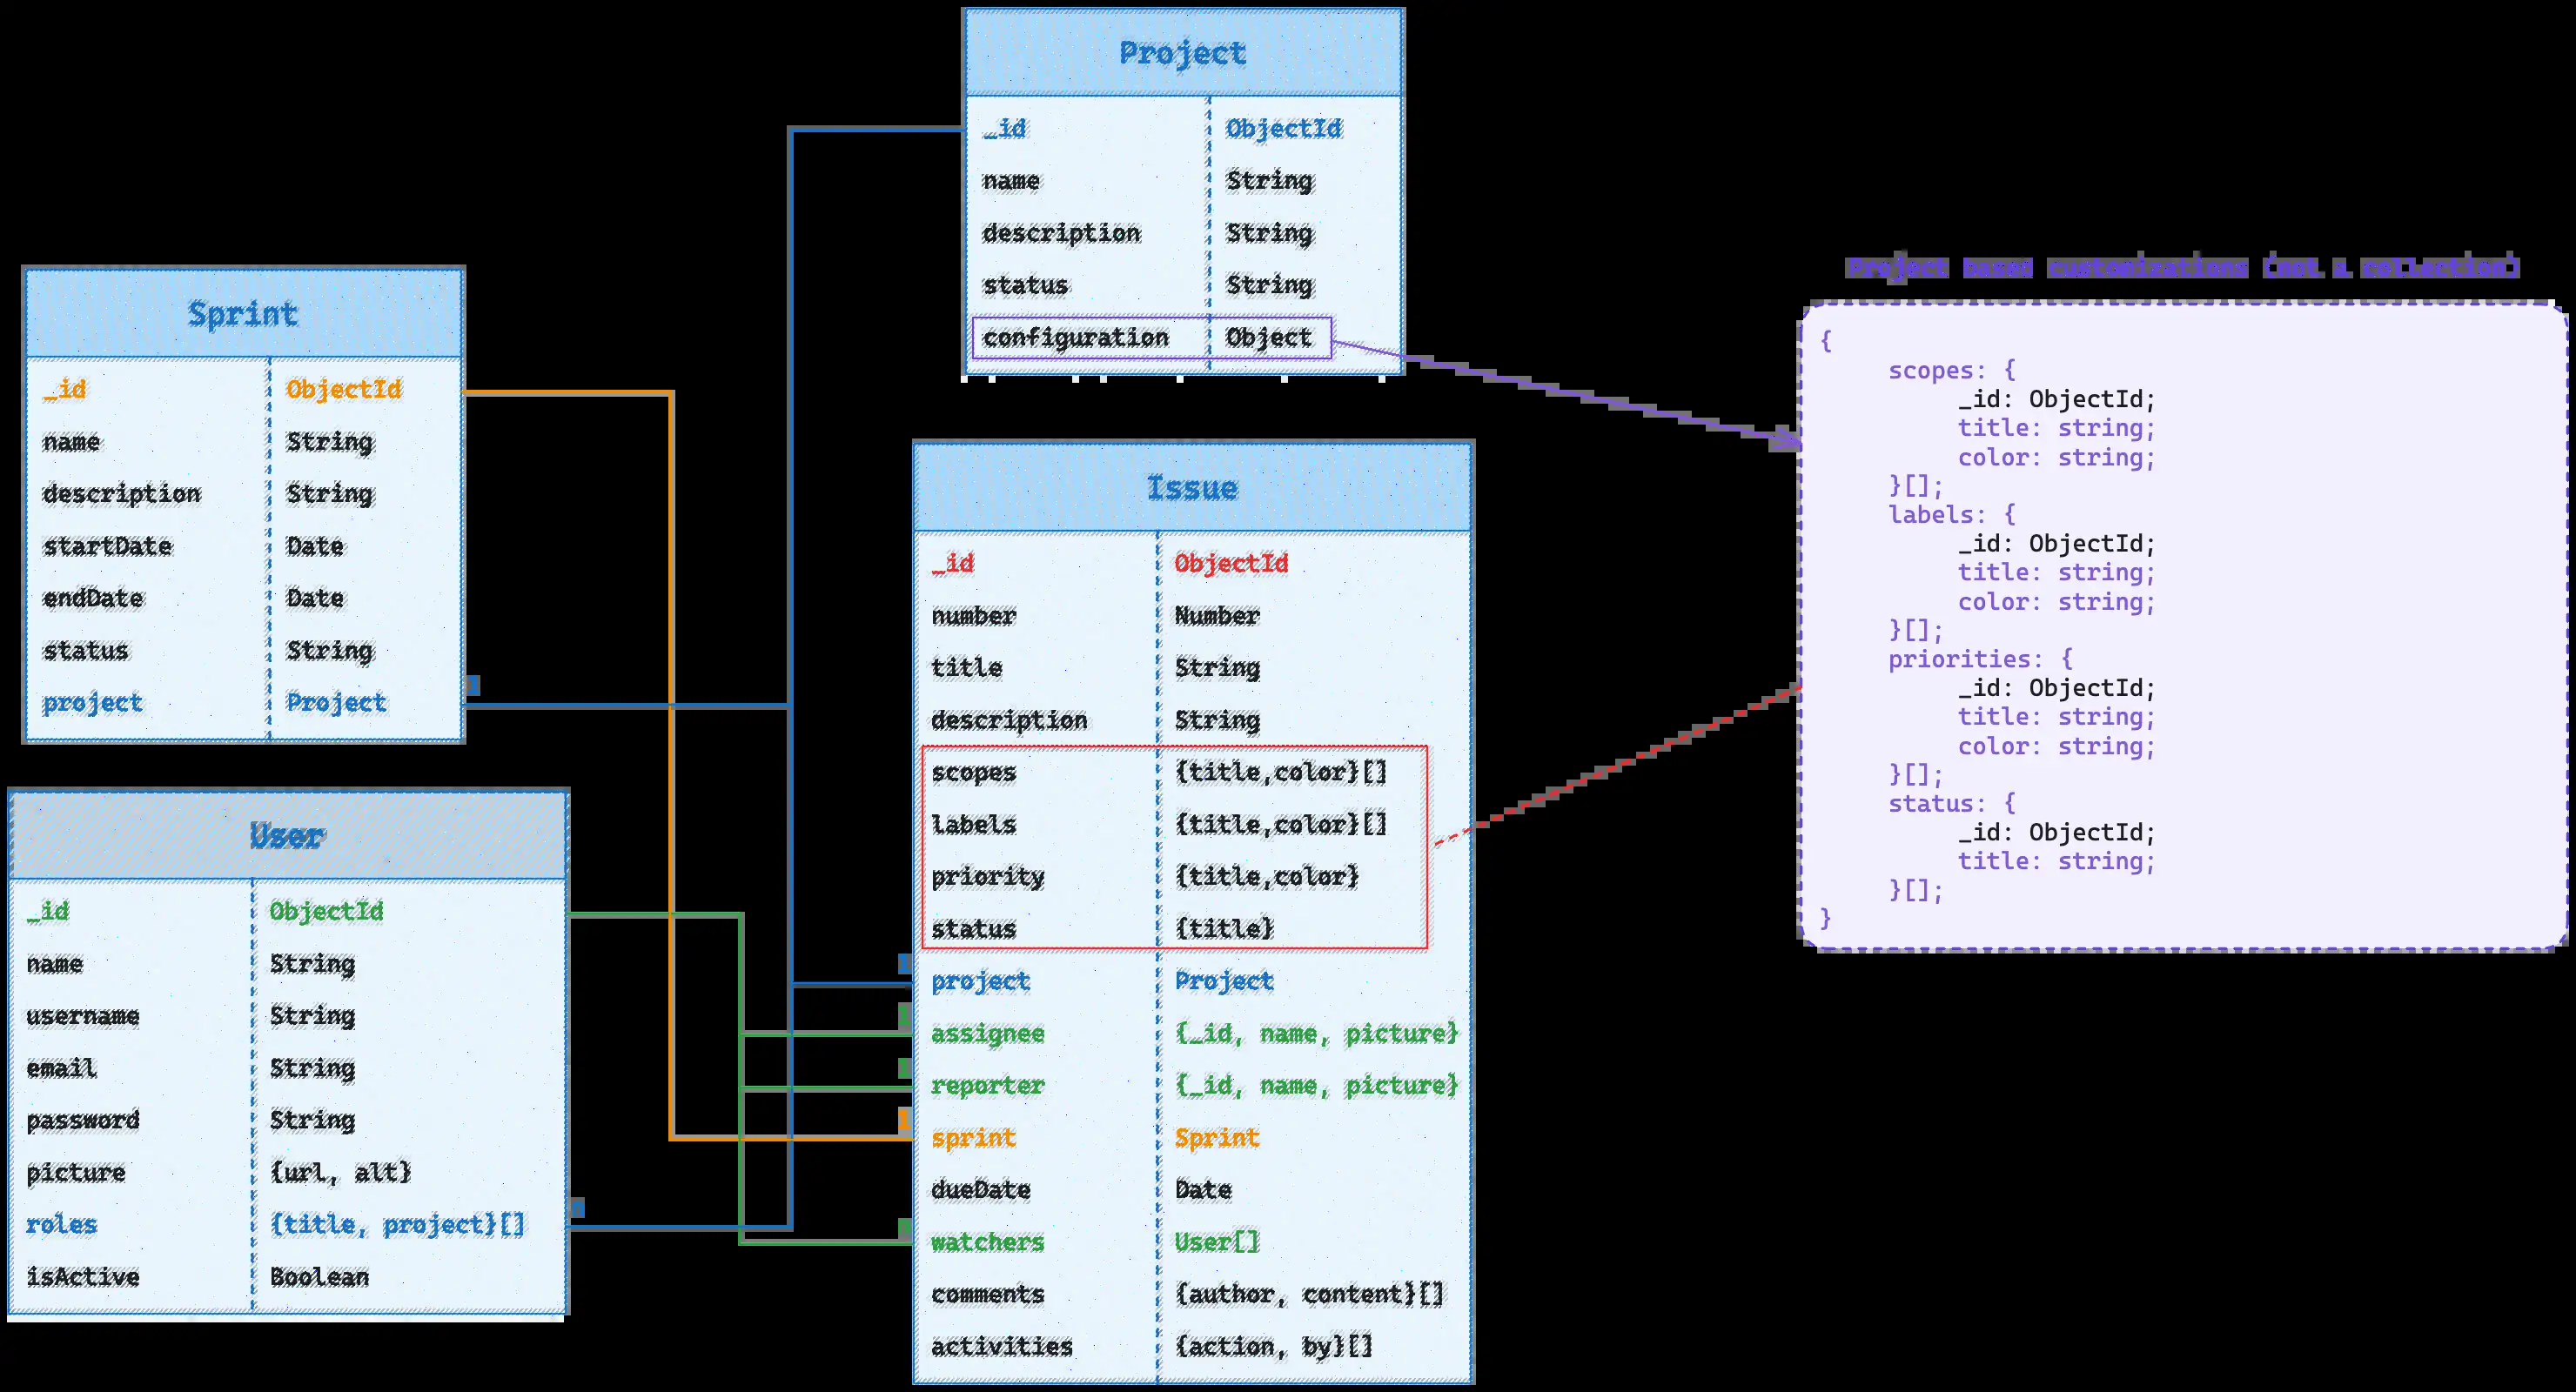 Project
_id ObjectId
name String
description String
status String
configuration Object
Sprint
_id ObjectId
name String
description String
startDate Date
endDate Date
status String
project Project
User
_id ObjectId
name String
username String
email String
password String
picture {url, alt}
roles {title, project}[]
isActive Boolean
Issue
_id ObjectId
number Number
title String
description String
scopes {title,color}[]
labels {title,color}[]
priority {title,color}
status {title}
project Project
assignee {_id, name, picture}
reporter {_id, name, picture}
sprint Sprint
dueDate Date
watchers User[]
comments {author, content}[]
activities {action, by}[]
Project based customizations (not a collection)
{
scopes: {
_id: ObjectId;
title: string;
color: string;
}[];
labels: {
_id: ObjectId;
title: string;
color: string;
}[];
priorities: {
_id: ObjectId;
title: string;
color: string;
}[];
status: {
_id: ObjectId;
title: string;
}[];
}